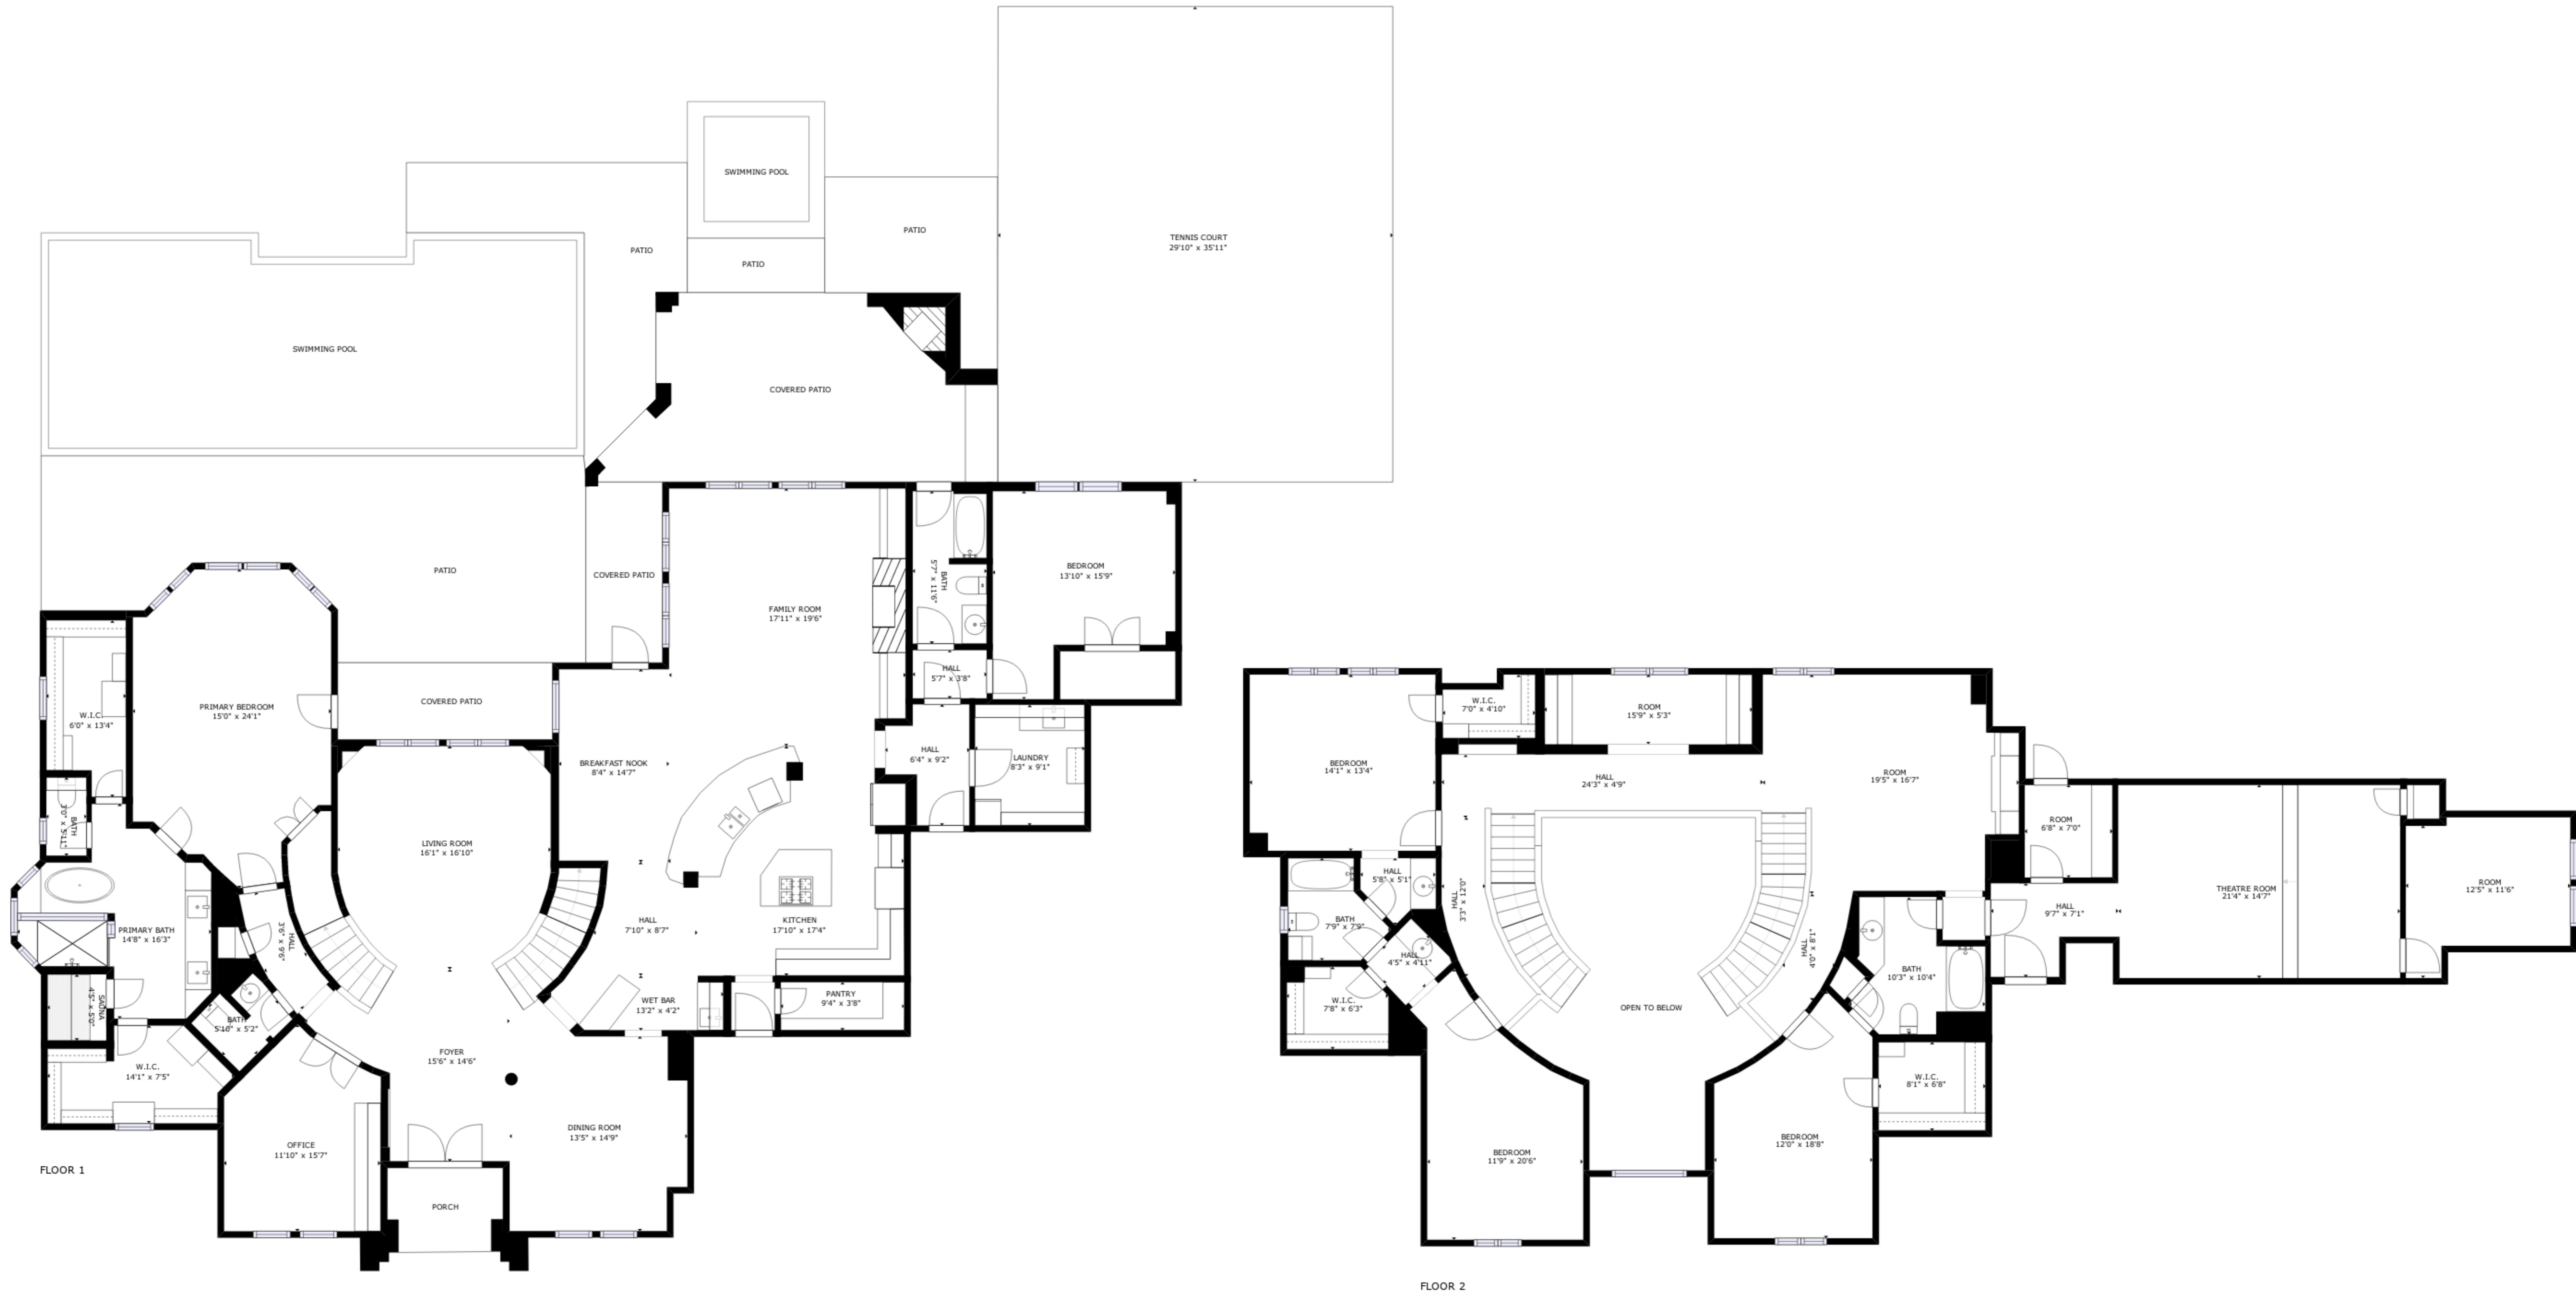 SWIMMING POOL
PATIO
PATIO
PATIO
TENNIS COURT
29'10" x 35'11"
SWIMMING POOL
COVERED PATIO
PATIO
COVERED PATIO
FAMILY ROOM
17'11" x 19'6"
BATH
5'7" x 11'6"
BEDROOM
13'10" x 15'9"
HALL
5'7" x 3'8"
PRIMARY BEDROOM
15'0" x 24'1"
W.I.C.
6'0" x 13'4"
COVERED PATIO
BREAKFAST NOOK
8'4" x 14'7"
HALL
6'4" x 9'2"
LAUNDRY
8'3" x 9'1"
BATH
3'0" x 5'11"
LIVING ROOM
16'1" x 16'10"
PRIMARY BATH
14'8" x 16'3"
HALL
3'6" x 9'6"
HALL
7'10" x 8'7"
KITCHEN
17'10" x 17'4"
SAUNA
4'5" x 5'0"
BATH
5'10" x 5'2"
WET BAR
13'2" x 4'2"
PANTRY
9'4" x 3'8"
W.I.C.
14'1" x 7'5"
FOYER
15'6" x 14'6"
OFFICE
11'10" x 15'7"
DINING ROOM
13'5" x 14'9"
PORCH
FLOOR 1
BEDROOM
14'1" x 13'4"
W.I.C.
7'0" x 4'10"
ROOM
15'9" x 5'3"
HALL
24'3" x 4'9"
ROOM
19'5" x 16'7"
ROOM
6'8" x 7'0"
HALL
5'8" x 5'1"
HALL
3'3" x 12'0"
BATH
7'9" x 7'9"
HALL
4'5" x 4'11"
W.I.C.
7'8" x 6'3"
OPEN TO BELOW
HALL
4'0" x 8'1"
BATH
10'3" x 10'4"
HALL
9'7" x 7'1"
THEATRE ROOM
21'4" x 14'7"
ROOM
12'5" x 11'6"
W.I.C.
8'1" x 6'8"
BEDROOM
11'9" x 20'6"
BEDROOM
12'0" x 18'8"
FLOOR 2